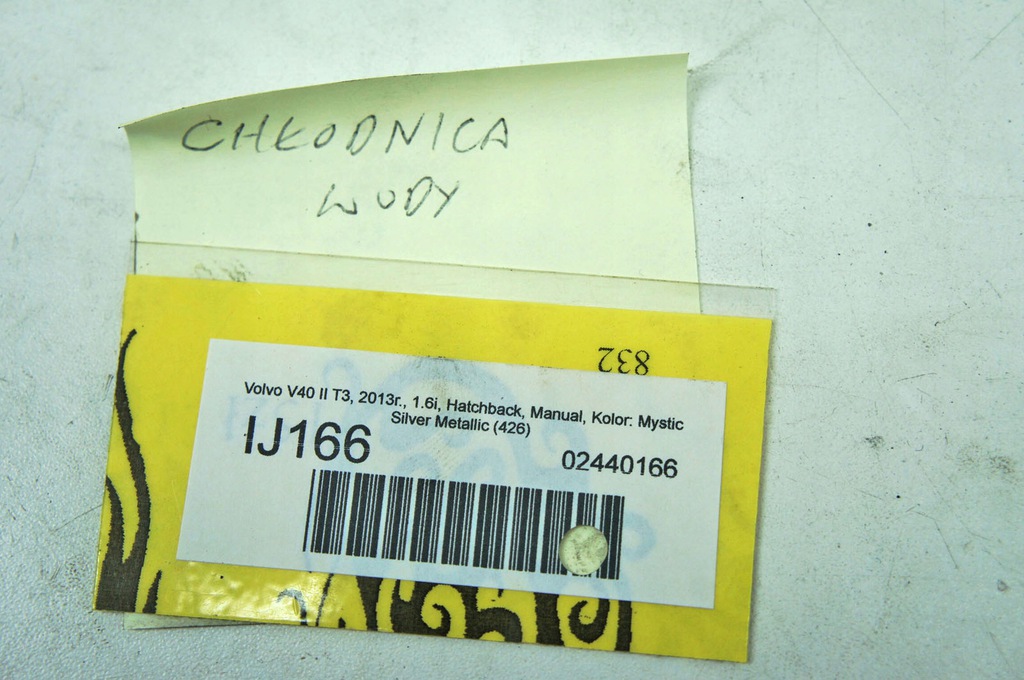 CHŁODNICA
WODY
832
Volvo V40 II T3, 2013r., 1.6i, Hatchback, Manual, Kolor: Mystic
Silver Metallic (426)
IJ166
02440166